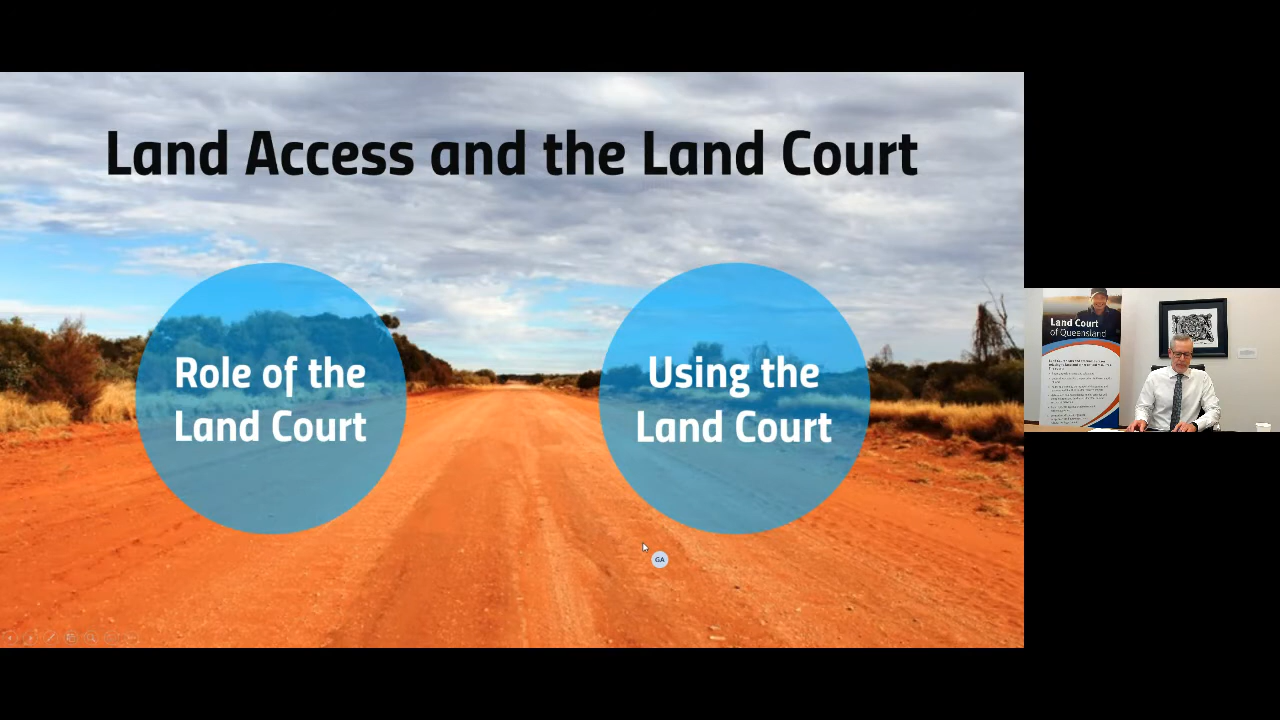 Land Access and the Land Court
Role of the
Land Court
Using the
Land Court
GA
Land Court
of Queensland